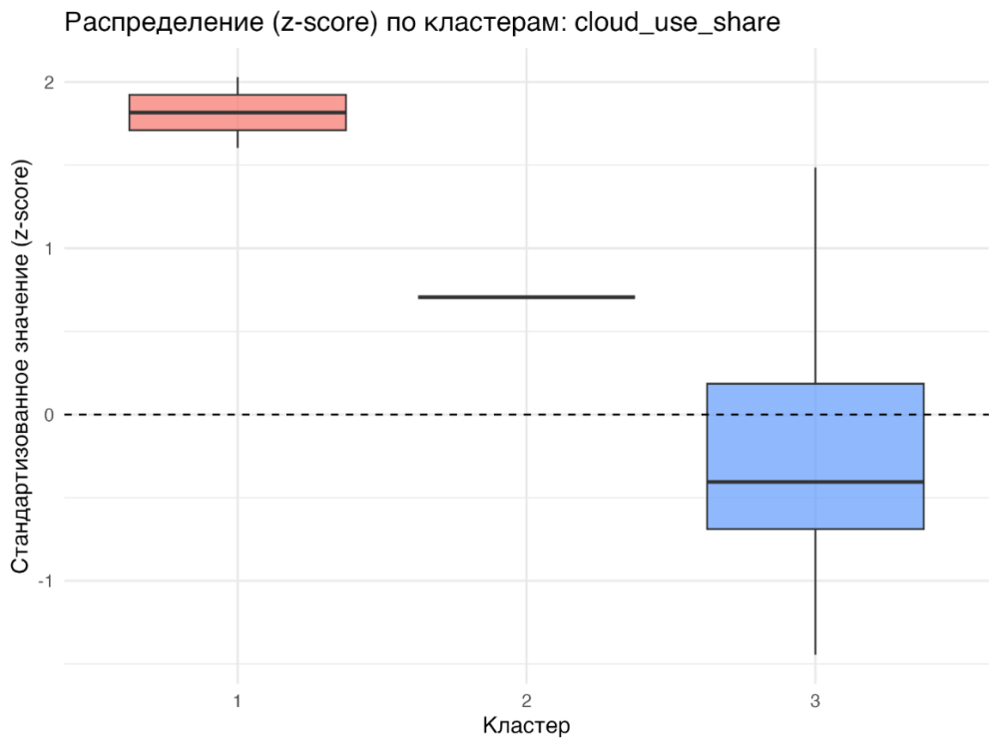 Распределение (z-score) по кластерам: cloud_use_share
Стандартизованное значение (z-score)
2
1
0
-1
1
2
3
Кластер